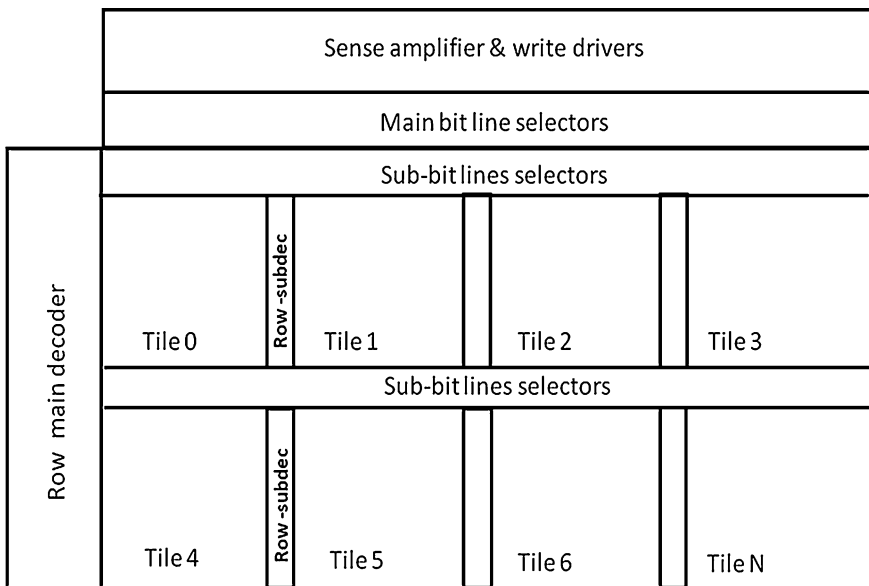 Sense amplifier & write drivers
Main bit line selectors
Sub-bit lines selectors
Row main decoder
Row -subdec
Tile 0
Tile 1
Tile 2
Tile 3
Sub-bit lines selectors
Row -subdec
Tile 4
Tile 5
Tile 6
Tile N